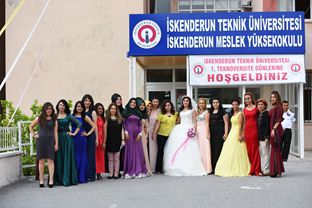 İSKENDERUN TEKNİK ÜNİVERSİTESİ
İSKENDERUN MESLEK YÜKSEKOKULU
İSKENDERUN TEKNİK ÜNİVERSİTESİ
1. TEKNOVERSİTE GÜNLERİNE
HOŞGELDİNİZ